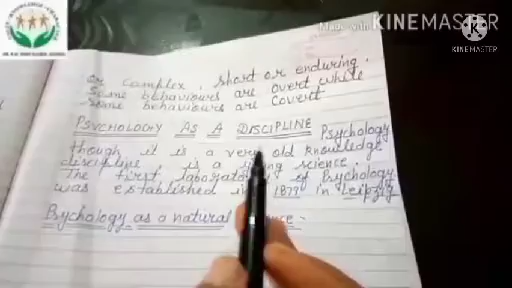 Made with KINEMASTER
KINEMASTER
or complex, short or enduring.
Some behaviours are overt while
some behaviours are covert
PSYCHOLOGY AS A DISCIPLINE Psychology
though it is a very old knowledge
discipline, is a young science.
The first laboratory of Psychology
was established in 1879 in Leipzig
Psychology as a natural science -